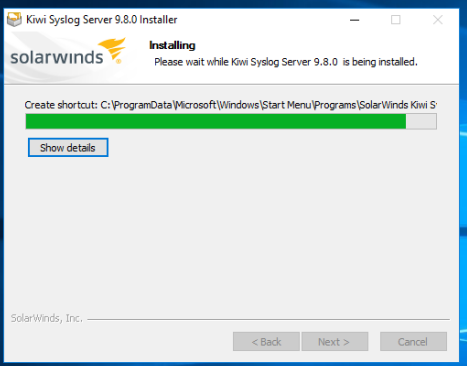 Kiwi Syslog Server 9.8.0 Installer
solarwinds
Installing
Please wait while Kiwi Syslog Server 9.8.0 is being installed.
Create shortcut: C:\ProgramData\Microsoft\Windows\Start Menu\Programs\SolarWinds Kiwi S
Show details
SolarWinds, Inc.
< Back
Next >
Cancel